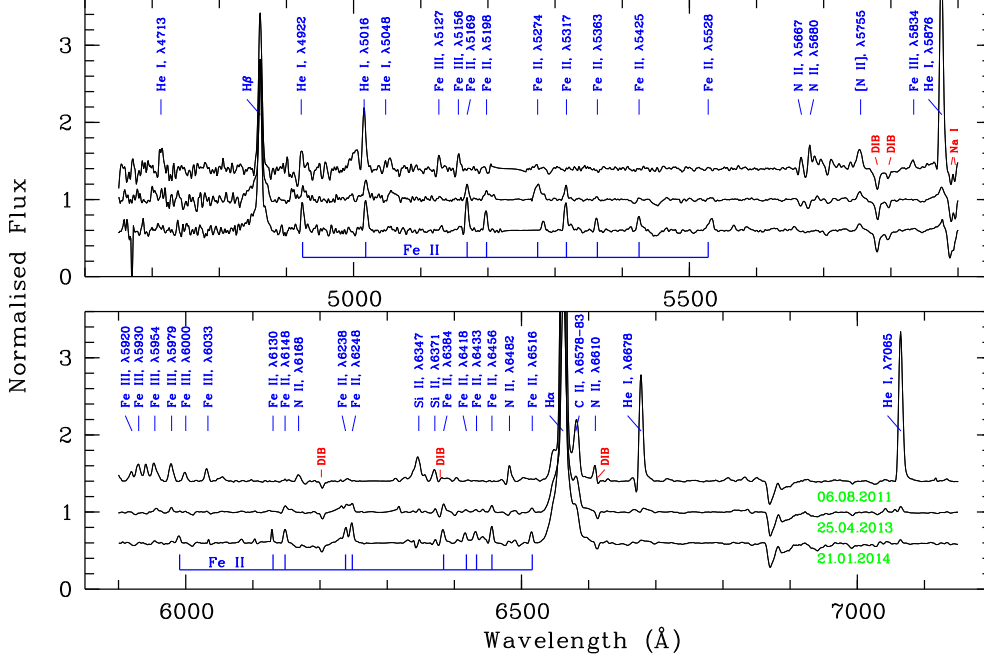 Normalised Flux
3
2
1
0
He I, λ4713
Hβ
He I, λ4922
He I, λ5016
He I, λ5048
Fe III, λ5127
Fe III, λ5156
Fe II, λ5169
Fe II, λ5198
Fe II, λ5274
Fe II, λ5317
Fe II, λ5363
Fe II, λ5425
Fe II, λ5528
N II, λ5667
N II, λ5680
[N II], λ5755
Fe III, λ5834
He I, λ5876
DIB
DIB
Na I
Fe II
5000
5500
3
2
1
0
Fe III, λ5920
Fe III, λ5930
Fe III, λ5954
Fe III, λ5979
Fe III, λ6000
Fe III, λ6033
Fe II, λ6130
Fe II, λ6148
N II, λ6168
Fe II, λ6238
Fe II, λ6248
Si II, λ6347
Si II, λ6371
Fe II, λ6384
Fe II, λ6418
Fe II, λ6433
Fe II, λ6456
N II, λ6482
Fe II, λ6516
Hα
C II, λ6578-83
N II, λ6610
He I, λ6678
He I, λ7065
DIB
DIB
DIB
06.08.2011
25.04.2013
21.01.2014
Fe II
6000
6500
7000
Wavelength (Å)